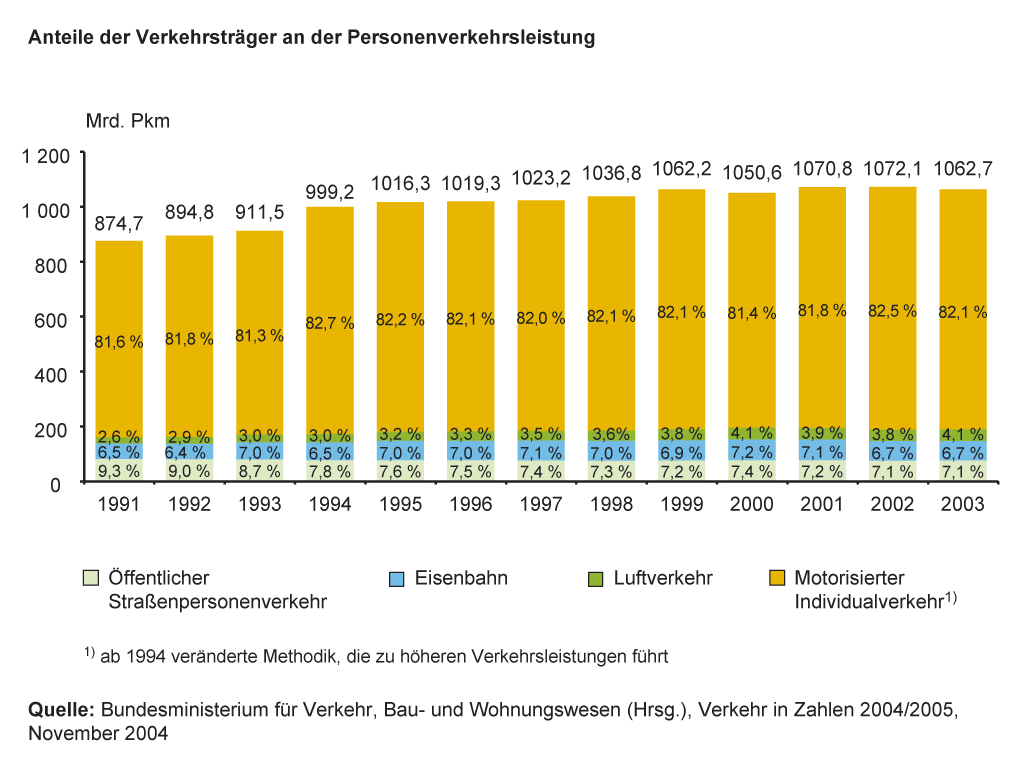 Anteile der Verkehrsträger an der Personenverkehrsleistung
Mrd. Pkm
1 200
1 000
800
600
400
200
0
874,7 894,8 911,5 999,2 1016,3 1019,3 1023,2 1036,8 1062,2 1050,6 1070,8 1072,1 1062,7
81,6 % 81,8 % 81,3 % 82,7 % 82,2 % 82,1 % 82,0 % 82,1 % 82,1 % 81,4 % 81,8 % 82,5 % 82,1 %
2,6 % 2,9 % 3,0 % 3,0 % 3,2 % 3,3 % 3,5 % 3,6% 3,8 % 4,1 % 3,9 % 3,8 % 4,1 %
6,5 % 6,4 % 7,0 % 6,5 % 7,0 % 7,0 % 7,1 % 7,0 % 6,9 % 7,2 % 7,1 % 6,7 % 6,7 %
9,3 % 9,0 % 8,7 % 7,8 % 7,6 % 7,5 % 7,4 % 7,3 % 7,2 % 7,4 % 7,2 % 7,1 % 7,1 %
1991 1992 1993 1994 1995 1996 1997 1998 1999 2000 2001 2002 2003
Öffentlicher
Straßenpersonenverkehr
Eisenbahn
Luftverkehr
Motorisierter
Individualverkehr1)
1) ab 1994 veränderte Methodik, die zu höheren Verkehrsleistungen führt
Quelle: Bundesministerium für Verkehr, Bau- und Wohnungswesen (Hrsg.), Verkehr in Zahlen 2004/2005,
November 2004